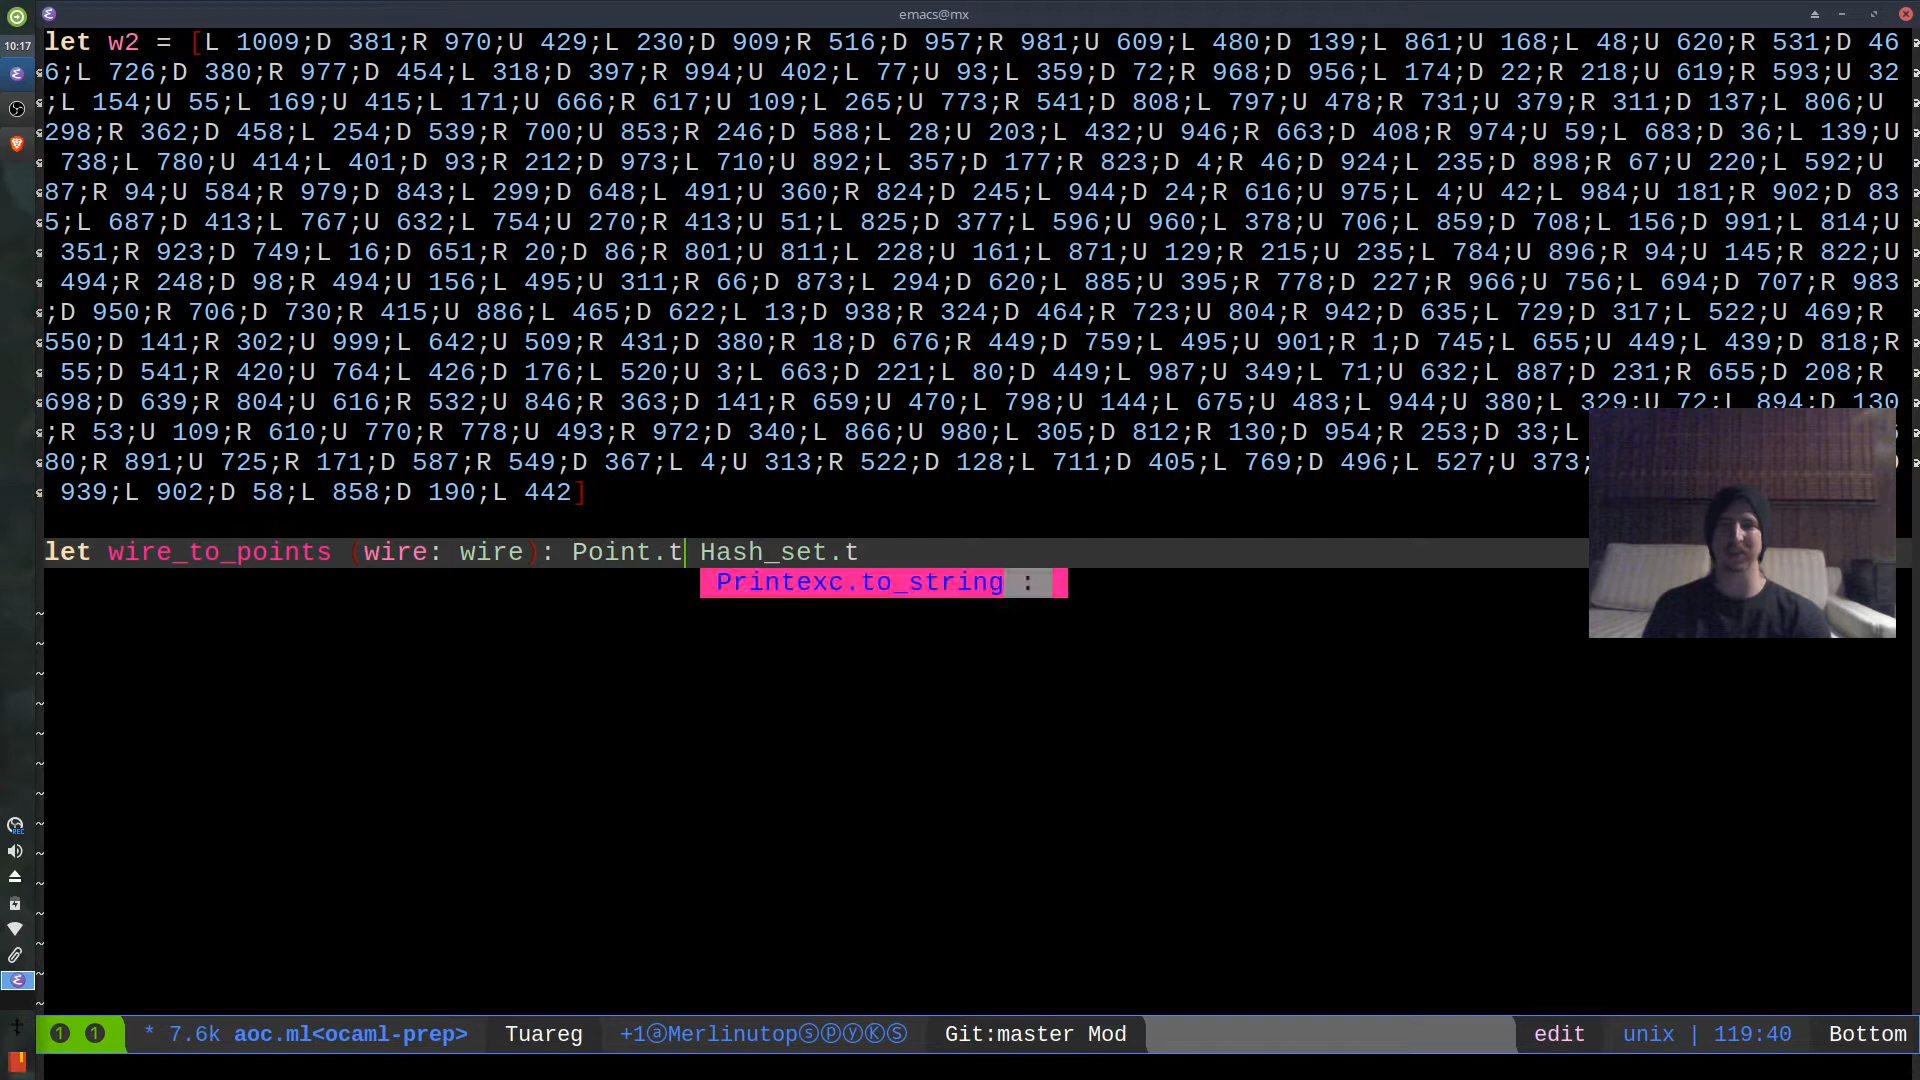 emacs@mx
10:17
let w2 = [L 1009;D 381;R 970;U 429;L 230;D 909;R 516;D 957;R 981;U 609;L 480;D 139;L 861;U 168;L 48;U 620;R 531;D 46
6;L 726;D 380;R 977;D 454;L 318;D 397;R 994;U 402;L 77;U 93;L 359;D 72;R 968;D 956;L 174;D 22;R 218;U 619;R 593;U 32
;L 154;U 55;L 169;U 415;L 171;U 666;R 617;U 109;L 265;U 773;R 541;D 808;L 797;U 478;R 731;U 379;R 311;D 137;L 806;U
298;R 362;D 458;L 254;D 539;R 700;U 853;R 246;D 588;L 28;U 203;L 432;U 946;R 663;D 408;R 974;U 59;L 683;D 36;L 139;U
738;L 780;U 414;L 401;D 93;R 212;D 973;L 710;U 892;L 357;D 177;R 823;D 4;R 46;D 924;L 235;D 898;R 67;U 220;L 592;U
87;R 94;U 584;R 979;D 843;L 299;D 648;L 491;U 360;R 824;D 245;L 944;D 24;R 616;U 975;L 4;U 42;L 984;U 181;R 902;D 83
5;L 687;D 413;L 767;U 632;L 754;U 270;R 413;U 51;L 825;D 377;L 596;U 960;L 378;U 706;L 859;D 708;L 156;D 991;L 814;U
351;R 923;D 749;L 16;D 651;R 20;D 86;R 801;U 811;L 228;U 161;L 871;U 129;R 215;U 235;L 784;U 896;R 94;U 145;R 822;U
494;R 248;D 98;R 494;U 156;L 495;U 311;R 66;D 873;L 294;D 620;L 885;U 395;R 778;D 227;R 966;U 756;L 694;D 707;R 983
;D 950;R 706;D 730;R 415;U 886;L 465;D 622;L 13;D 938;R 324;D 464;R 723;U 804;R 942;D 635;L 729;D 317;L 522;U 469;R
550;D 141;R 302;U 999;L 642;U 509;R 431;D 380;R 18;D 676;R 449;D 759;L 495;U 901;R 1;D 745;L 655;U 449;L 439;D 818;R
55;D 541;R 420;U 764;L 426;D 176;L 520;U 3;L 663;D 221;L 80;D 449;L 987;U 349;L 71;U 632;L 887;D 231;R 655;D 208;R
698;D 639;R 804;U 616;R 532;U 846;R 363;D 141;R 659;U 470;L 798;U 144;L 675;U 483;L 944;U 380;L 329;U 72;L 894;D 130
;R 53;U 109;R 610;U 770;R 778;U 493;R 972;D 340;L 866;U 980;L 305;D 812;R 130;D 954;R 253;D 33;L
80;R 891;U 725;R 171;D 587;R 549;D 367;L 4;U 313;R 522;D 128;L 711;D 405;L 769;D 496;L 527;U 373;
939;L 902;D 58;L 858;D 190;L 442]
let wire_to_points (wire: wire): Point.t Hash_set.t
Printexc.to_string :
❶ ❶ * 7.6k aoc.ml<ocaml-prep> Tuareg +1ⓐMerlinutopⓢⓟⓨⓀⓈ Git:master Mod edit unix | 119:40 Bottom